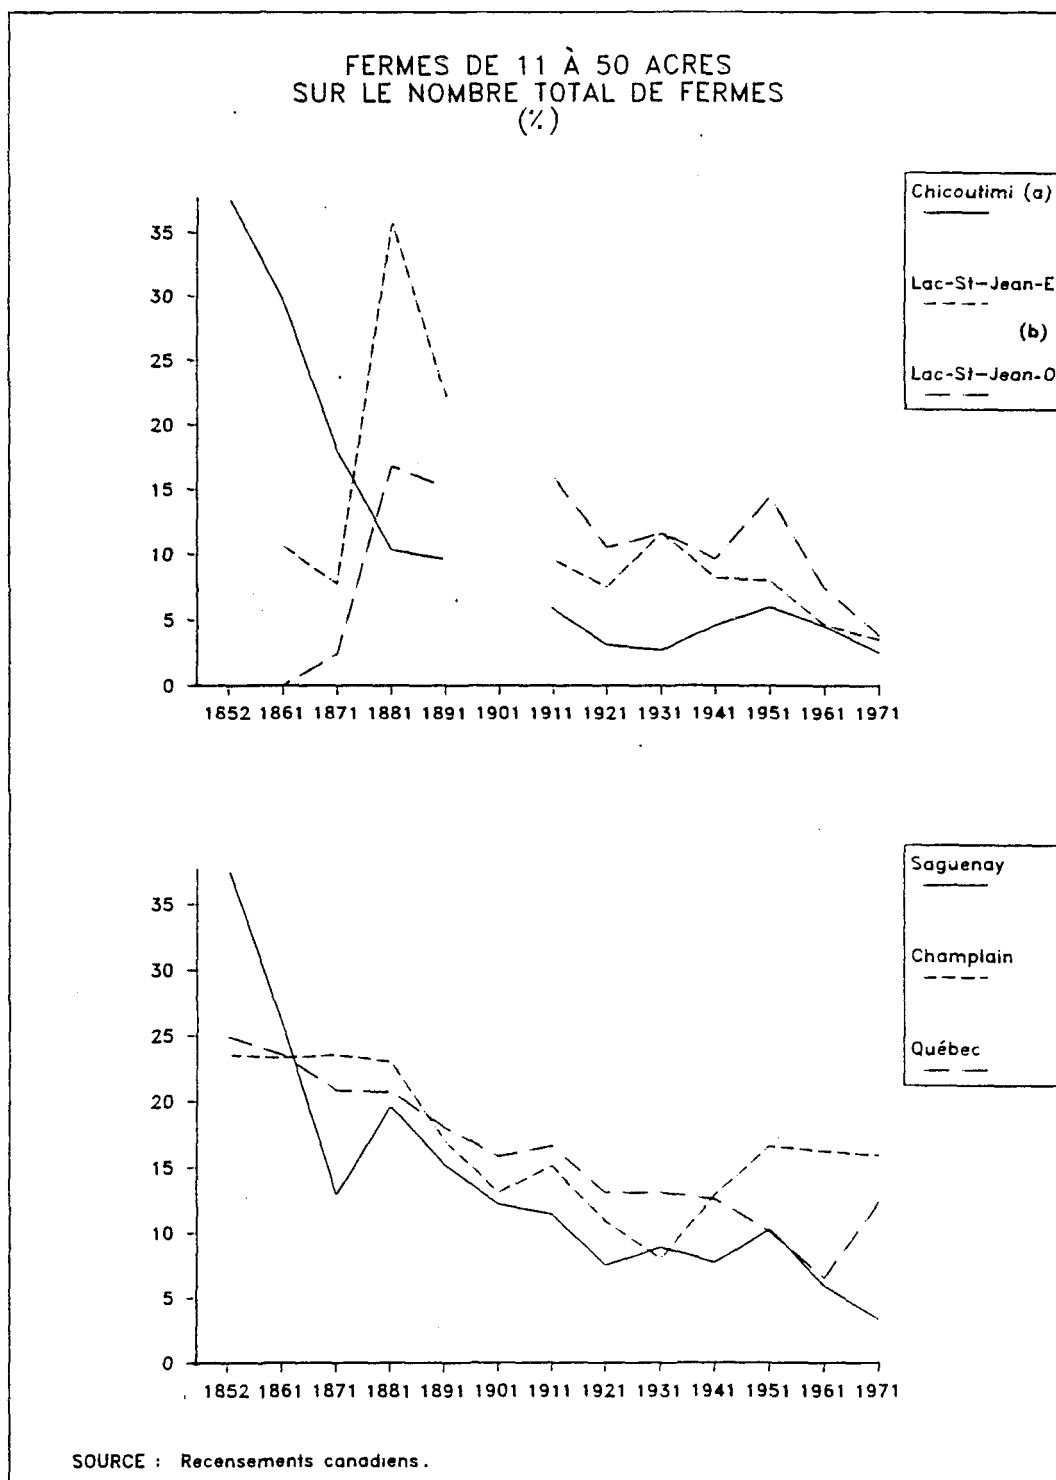 FERMES DE 11 À 50 ACRES
SUR LE NOMBRE TOTAL DE FERMES
(%)
Chicoutimi (a)
Lac-St-Jean-E
(b)
Lac-St-Jean-O
35
30
25
20
15
10
5
0
1852 1861 1871 1881 1891 1901 1911 1921 1931 1941 1951 1961 1971
Saguenay
Champlain
Québec
35
30
25
20
15
10
5
0
1852 1861 1871 1881 1891 1901 1911 1921 1931 1941 1951 1961 1971
SOURCE : Recensements canadiens.